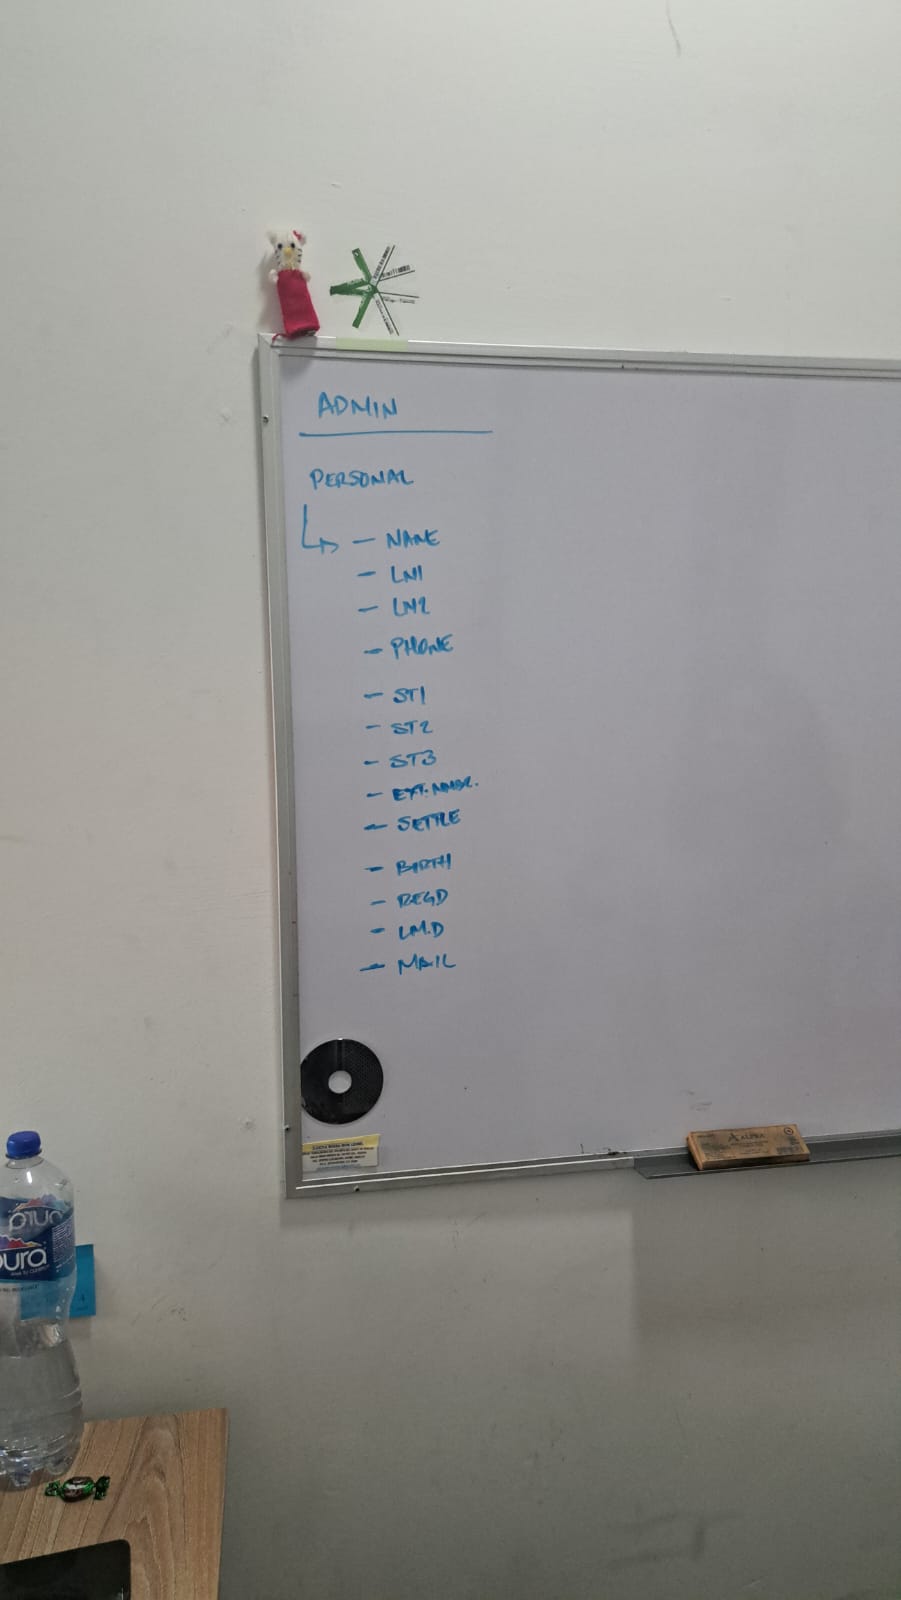 ADMIN
PERSONAL
- NAME
- LN1
- LN2
- PHONE
- ST1
- ST2
- ST3
- EXT. NMBR.
- SETTLE
- BIRTH
- REGD
- LM.D
- MAIL
ALPHA
pura